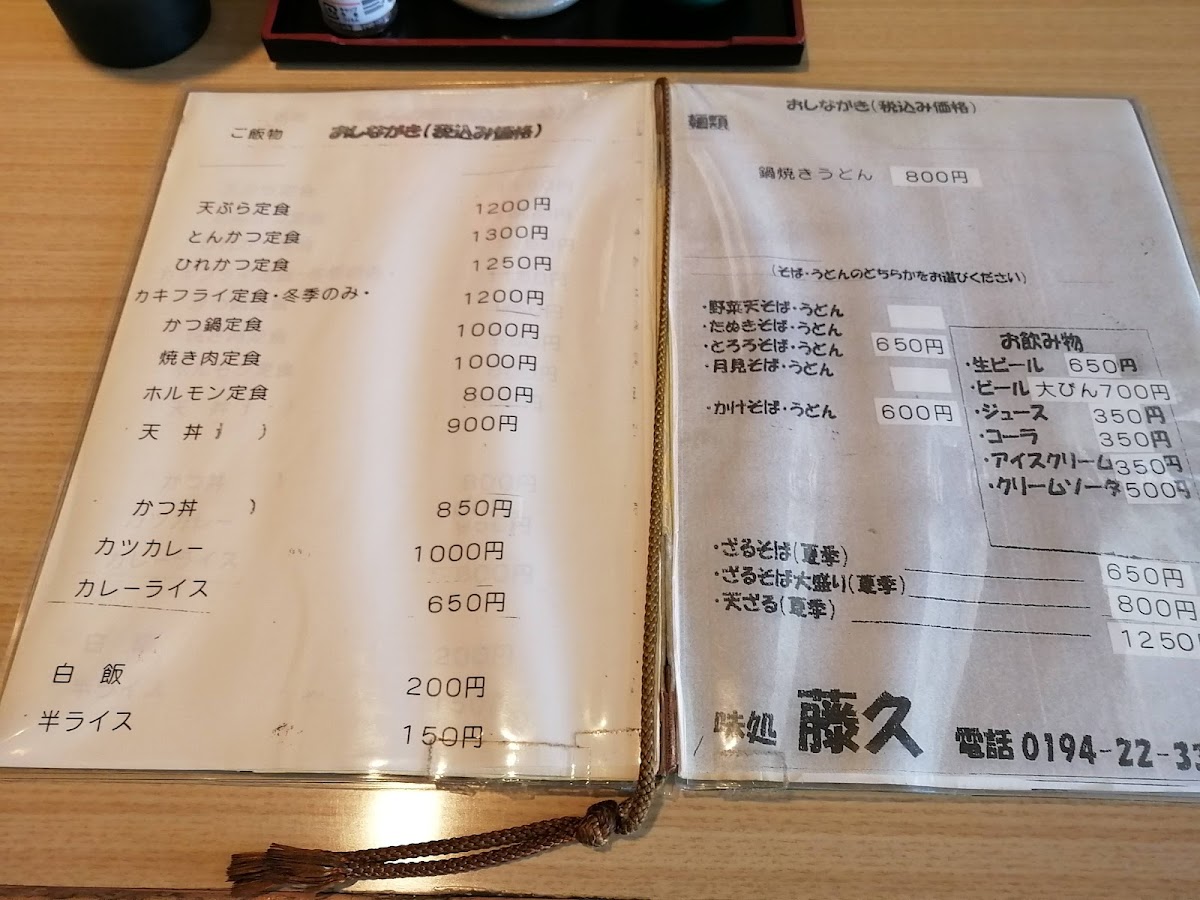 ご飯物 おしながき(税込み価格)
天ぷら定食 1200円
とんかつ定食 1300円
ひれかつ定食 1250円
カキフライ定食・冬季のみ・ 1200円
かつ鍋定食 1000円
焼き肉定食 1000円
ホルモン定食 800円
天 丼 ) 900円
かつ丼 ) 850円
カツカレー 1000円
カレーライス 650円
白 飯 200円
半ライス 150円
おしながき(税込み価格)
麺類
鍋焼きうどん 800円
(そば・うどんのどちらかをお選びください)
・野菜天そば・うどん
・たぬきそば・うどん
・とろろそば・うどん 650円
・月見そば・うどん
・かけそば・うどん 600円
お飲み物
・生ビール 650円
・ビール大びん700円
・ジュース 350円
・コーラ 350円
・アイスクリーム350円
・クリームソータ500円
・ざるそば(夏季) 650円
・ざるそば大盛り(夏季) 800円
・天ざる(夏季) 1250
味処 藤久 電話 0194-22-33